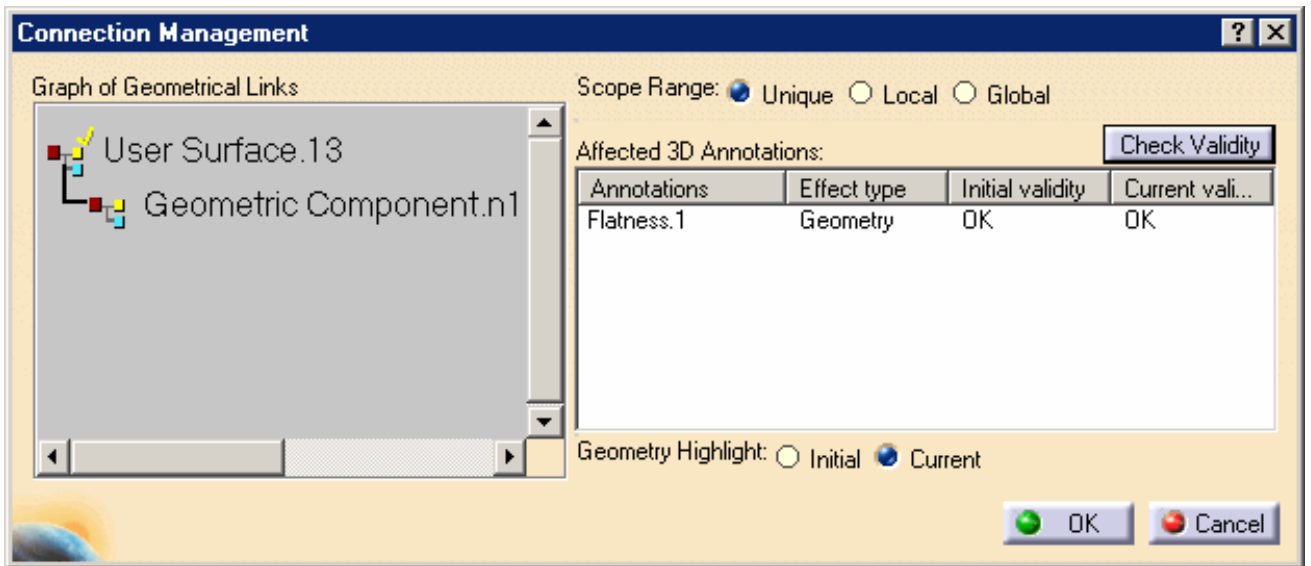 Connection Management
Graph of Geometrical Links
User Surface.13
Geometric Component.n1
Scope Range: Unique Local Global
Affected 3D Annotations: Check Validity
Annotations Effect type Initial validity Current vali...
Flatness.1 Geometry OK OK
Geometry Highlight: Initial Current
OK Cancel